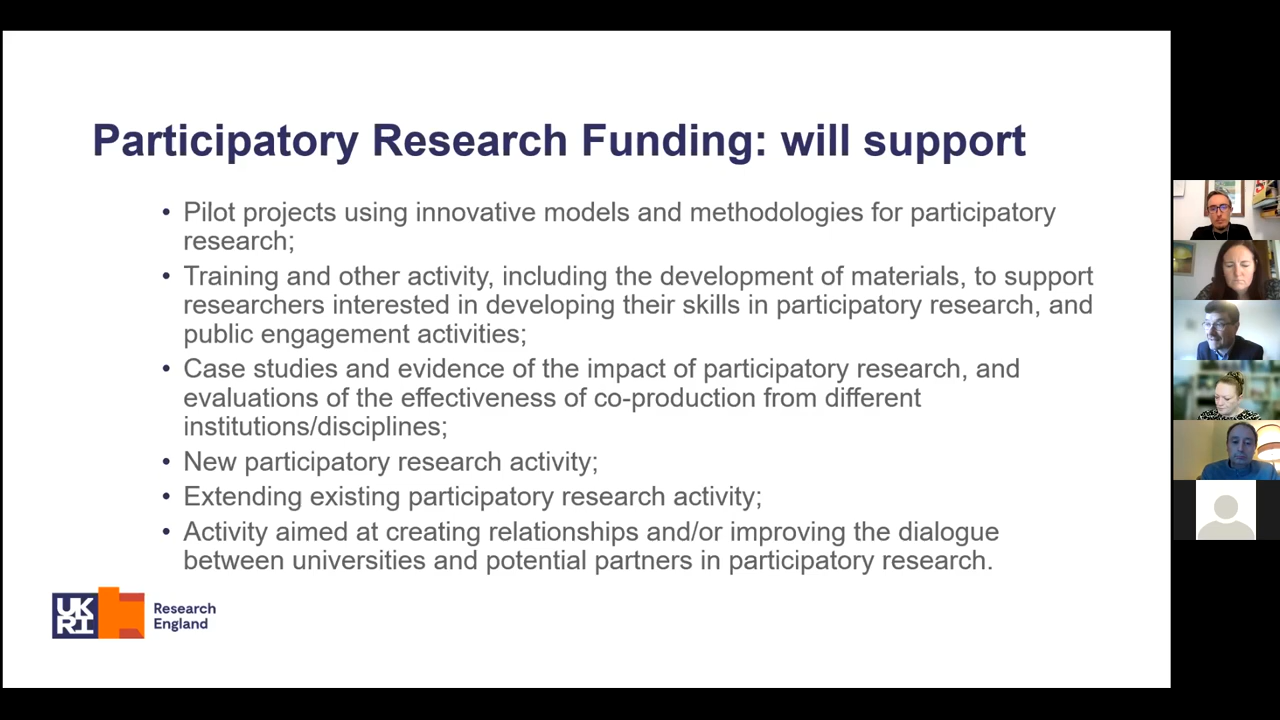 Participatory Research Funding: will support
• Pilot projects using innovative models and methodologies for participatory
research;
• Training and other activity, including the development of materials, to support
researchers interested in developing their skills in participatory research, and
public engagement activities;
• Case studies and evidence of the impact of participatory research, and
evaluations of the effectiveness of co-production from different
institutions/disciplines;
• New participatory research activity;
• Extending existing participatory research activity;
• Activity aimed at creating relationships and/or improving the dialogue
between universities and potential partners in participatory research.
UK
RI
Research
England